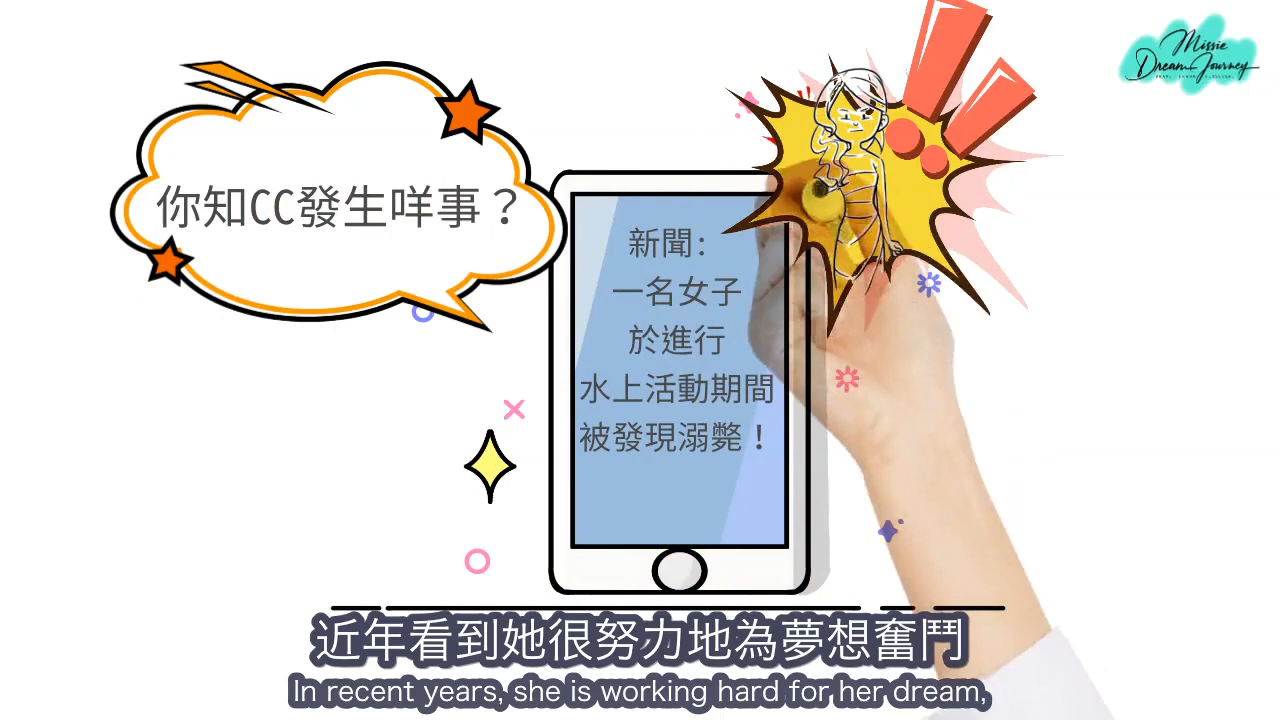 Missie
Dream Journey
你知CC發生咩事？
新聞：
一名女子
於進行
水上活動期間
被發現溺斃！
近年看到她很努力地為夢想奮鬥
In recent years, she is working hard for her dream,